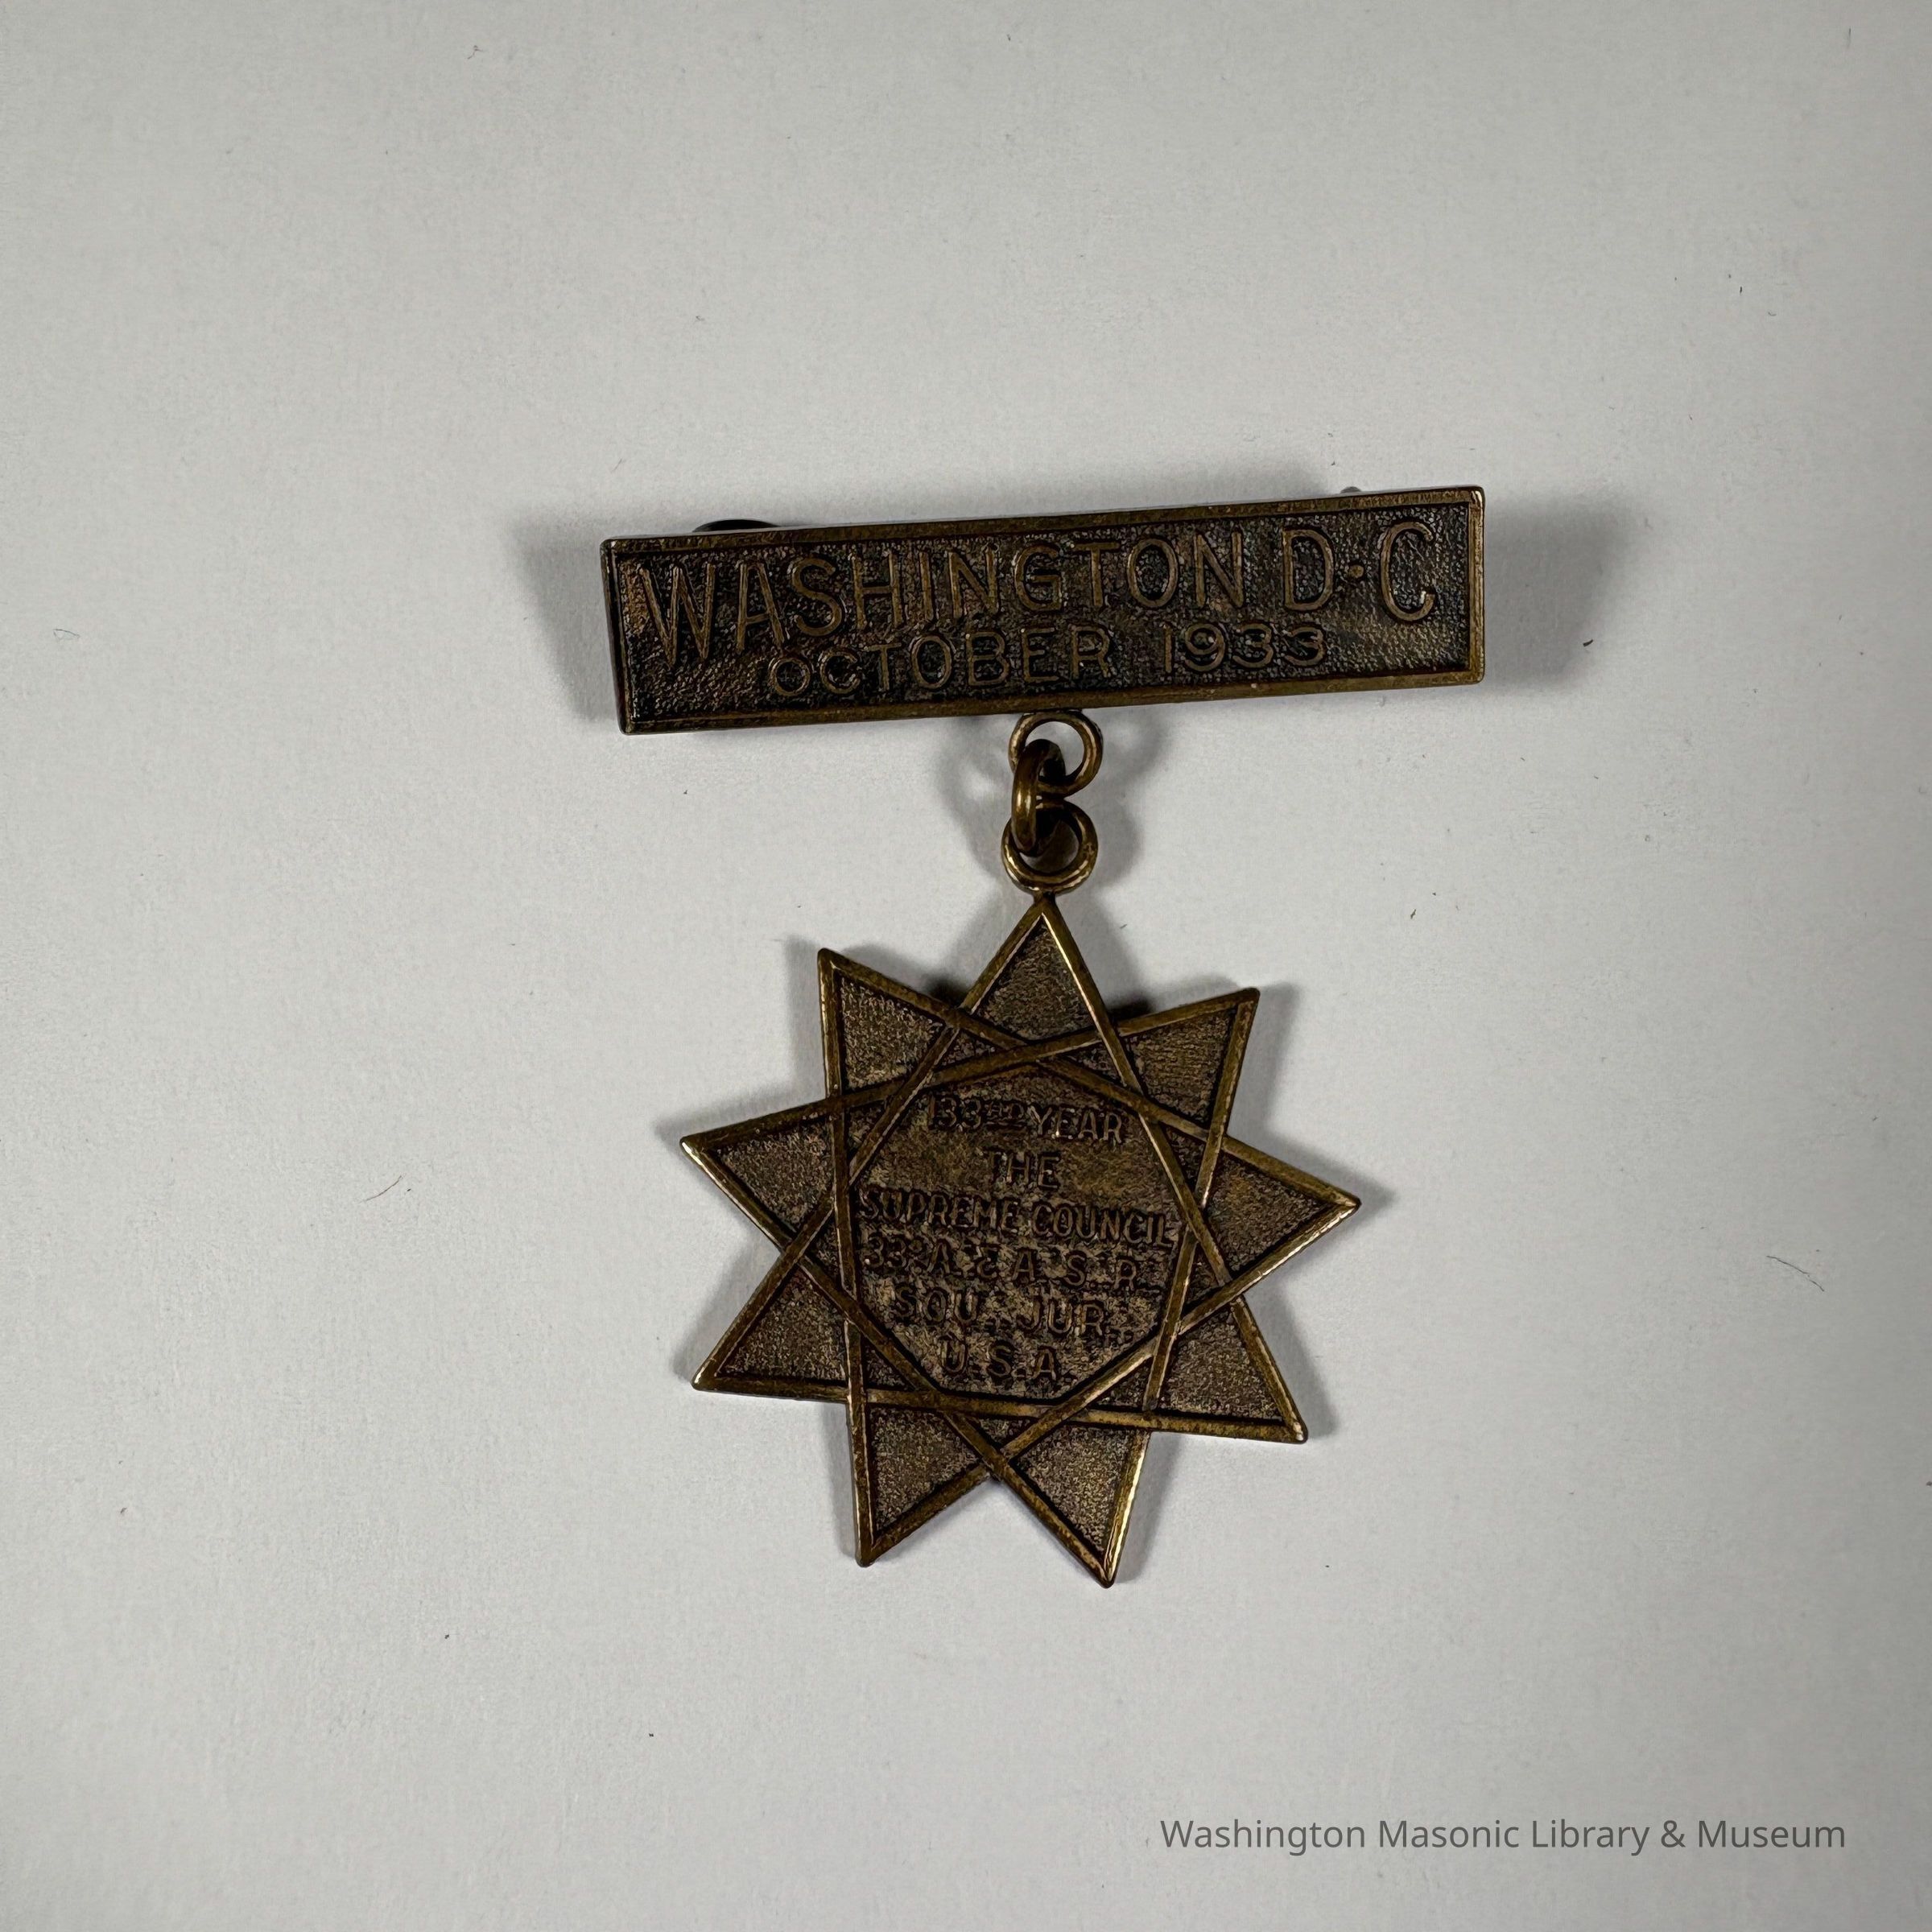 WASHINGTON D·C
OCTOBER 1933
133RD YEAR
THE
SUPREME COUNCIL
33° A. & A. S. R.
SOU. JUR.
U. S. A.
Washington Masonic Library & Museum